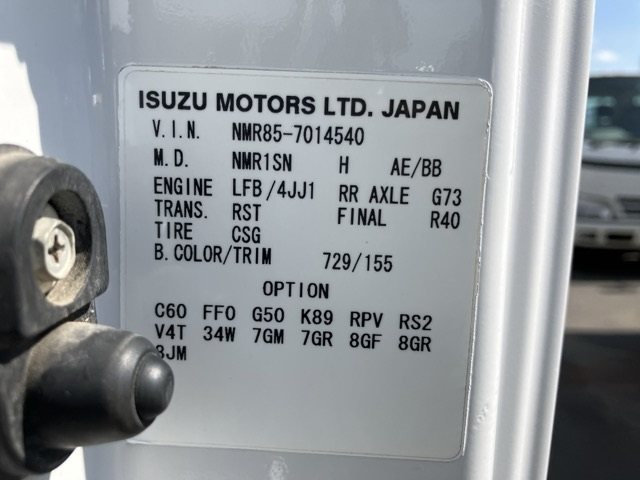 ISUZU MOTORS LTD. JAPAN
V.I.N. NMR85-7014540
M.D. NMR1SN H AE/BB
ENGINE LFB/4JJ1 RR AXLE G73
TRANS. RST FINAL R40
TIRE CSG
B.COLOR/TRIM 729/155
OPTION
C60 FF0 G50 K89 RPV RS2
V4T 34W 7GM 7GR 8GF 8GR
8JM